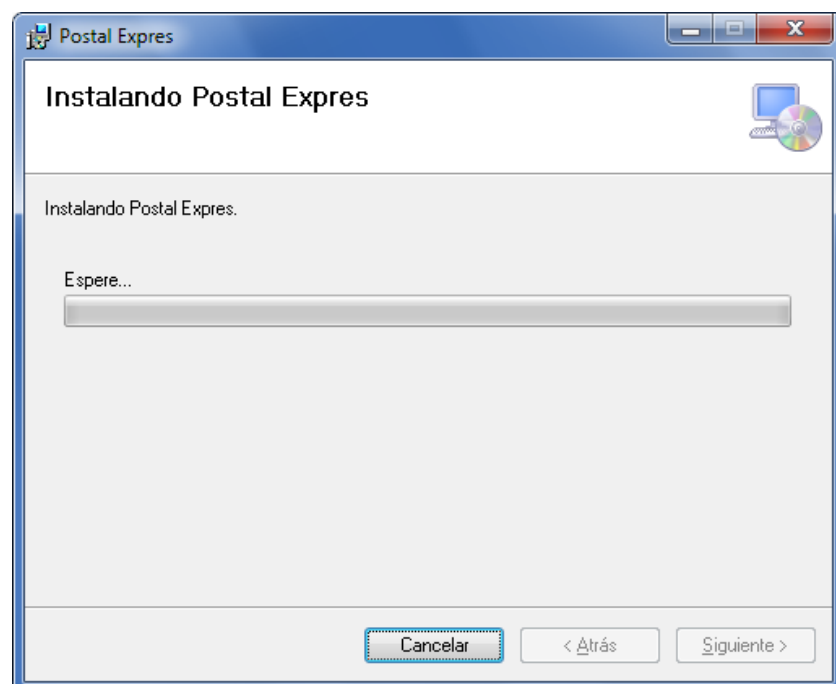 Postal Expres
Instalando Postal Expres
Instalando Postal Expres.
Espere...
Cancelar
< Atrás
Siguiente >